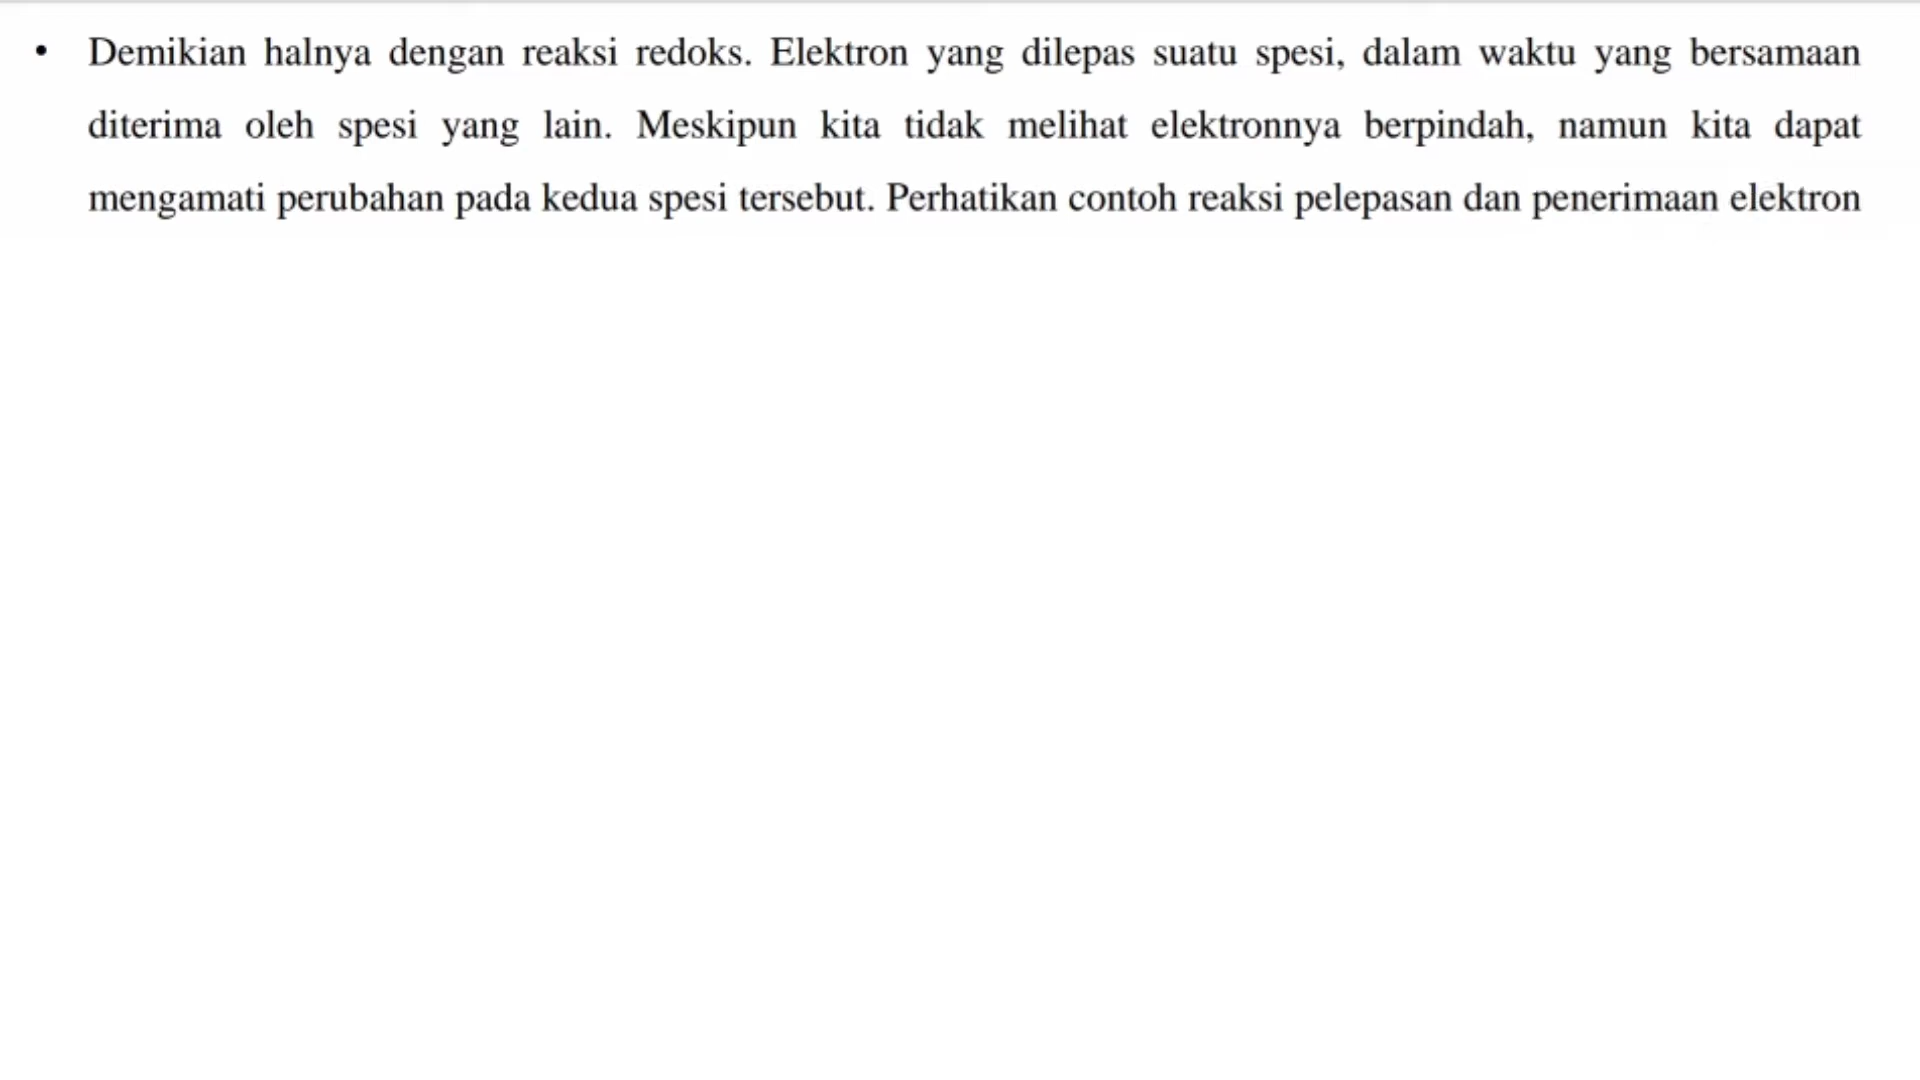 • Demikian halnya dengan reaksi redoks. Elektron yang dilepas suatu spesi, dalam waktu yang bersamaan
diterima oleh spesi yang lain. Meskipun kita tidak melihat elektronnya berpindah, namun kita dapat
mengamati perubahan pada kedua spesi tersebut. Perhatikan contoh reaksi pelepasan dan penerimaan elektron